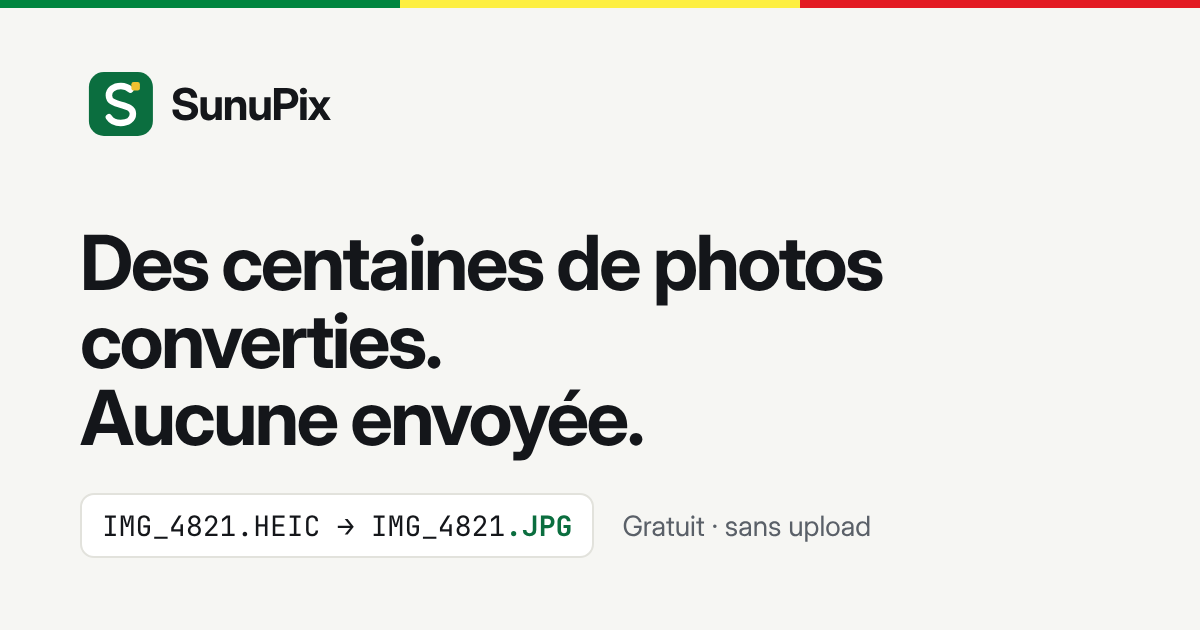 S SunuPix
Des centaines de photos
converties.
Aucune envoyée.
IMG_4821.HEIC → IMG_4821.JPG
Gratuit · sans upload